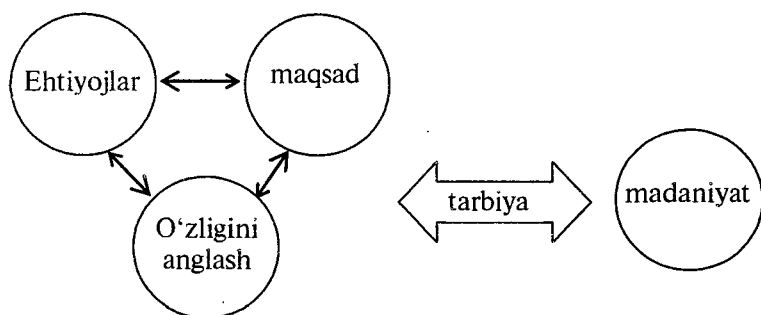 Ehtiyojlar
maqsad
O‘zligini
anglash
tarbiya
madaniyat